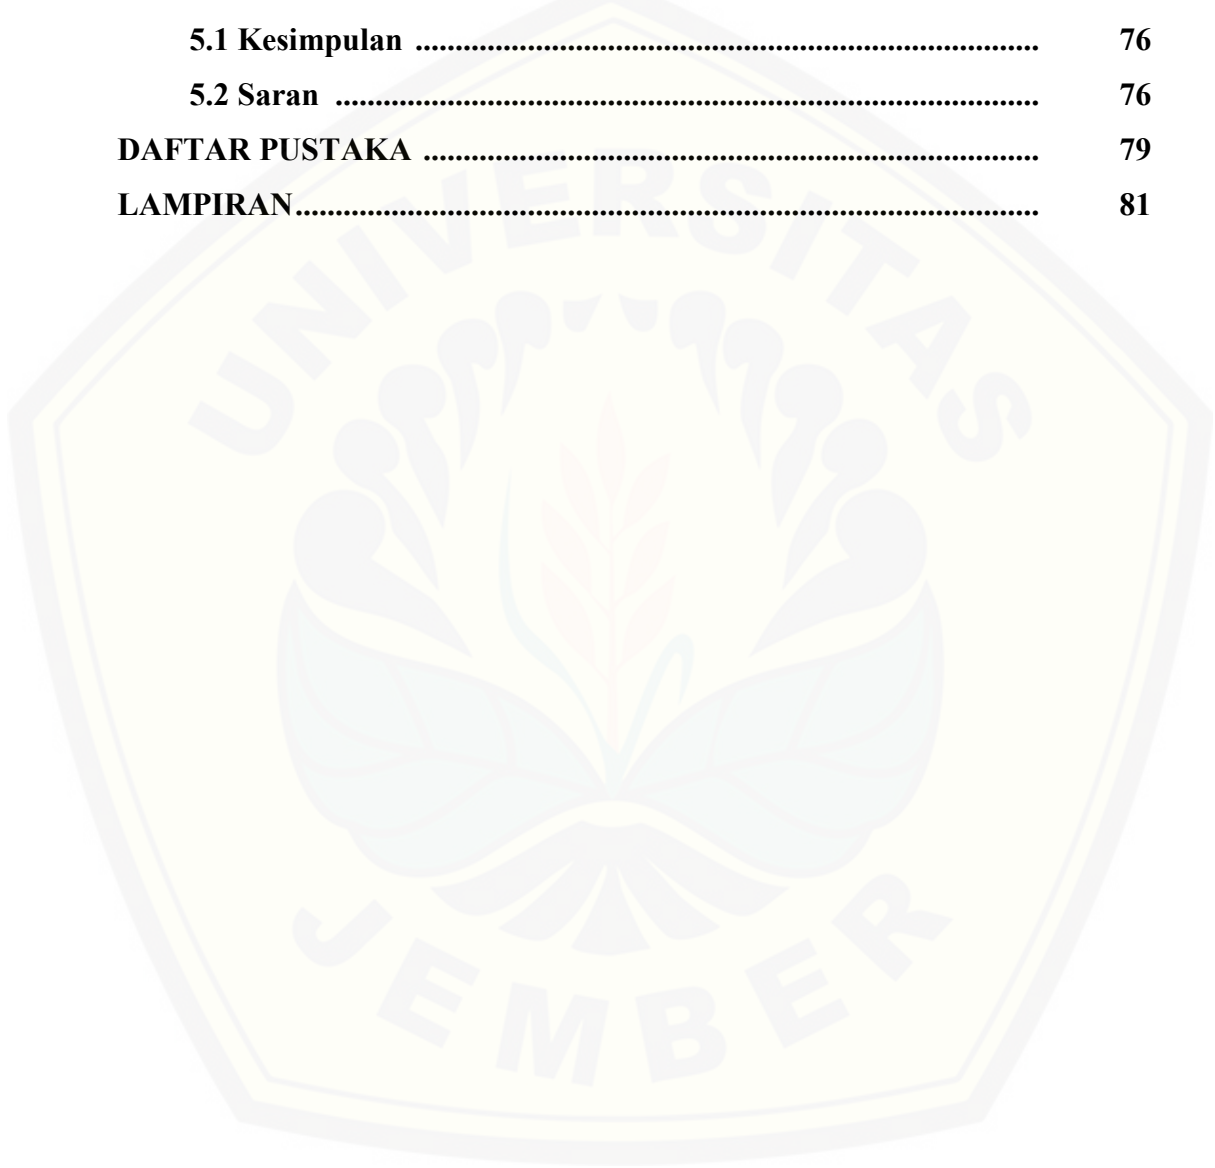 5.1 Kesimpulan ................................................................................ 76
5.2 Saran .......................................................................................... 76
DAFTAR PUSTAKA ............................................................................... 79
LAMPIRAN............................................................................................... 81
UNIVERSITAS
JEMBER